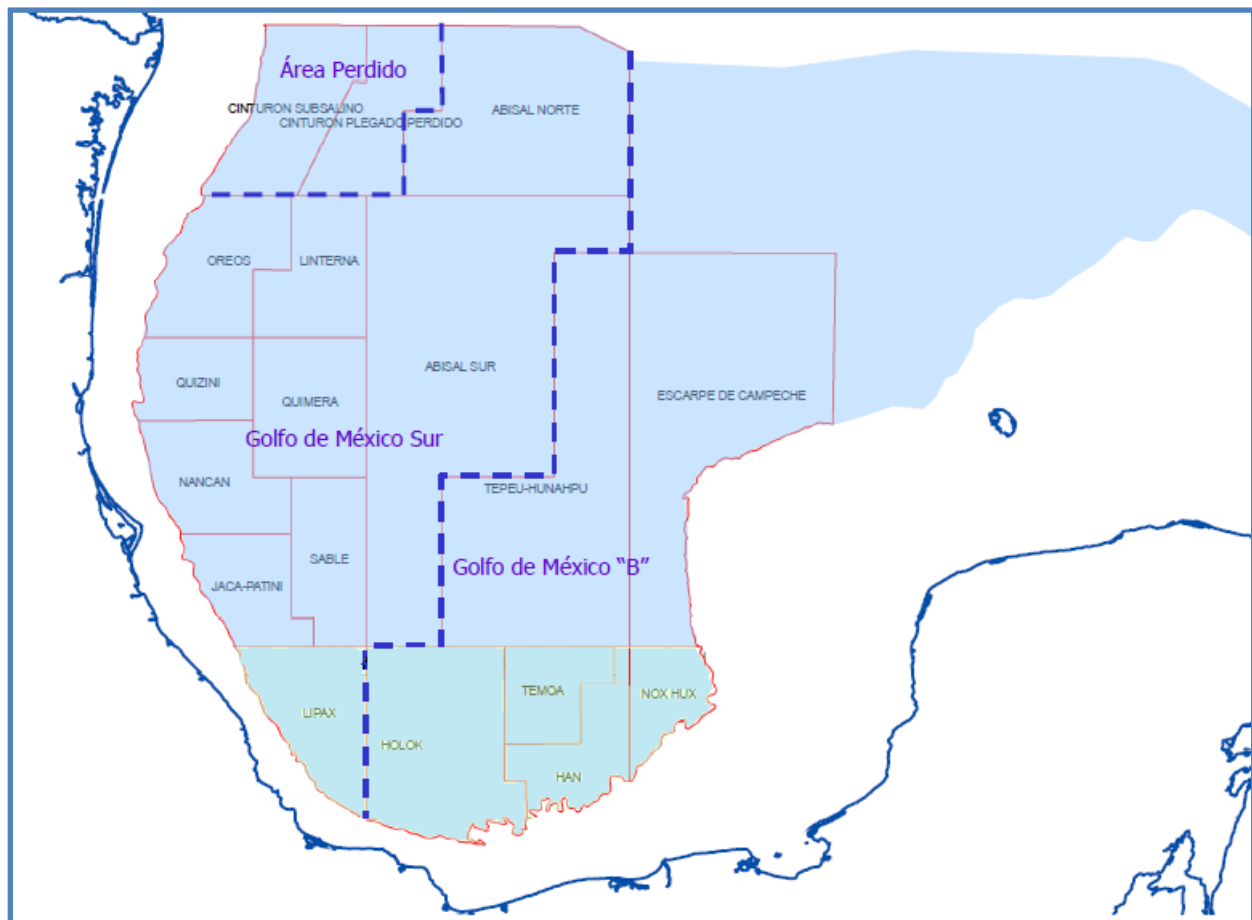 Área Perdido
CINTURON SUBSALINO
ABISAL NORTE
CINTURON PLEGADO PERDIDO
OREOS
LINTERNA
ABISAL SUR
QUIZINI
ESCARPE DE CAMPECHE
QUIMERA
Golfo de México Sur
NANCAN
TEPEU-HUNAHPU
SABLE
Golfo de México "B"
JACA-PATINI
TEMOA
NOX HUX
LIPAX
HOLOK
HAN